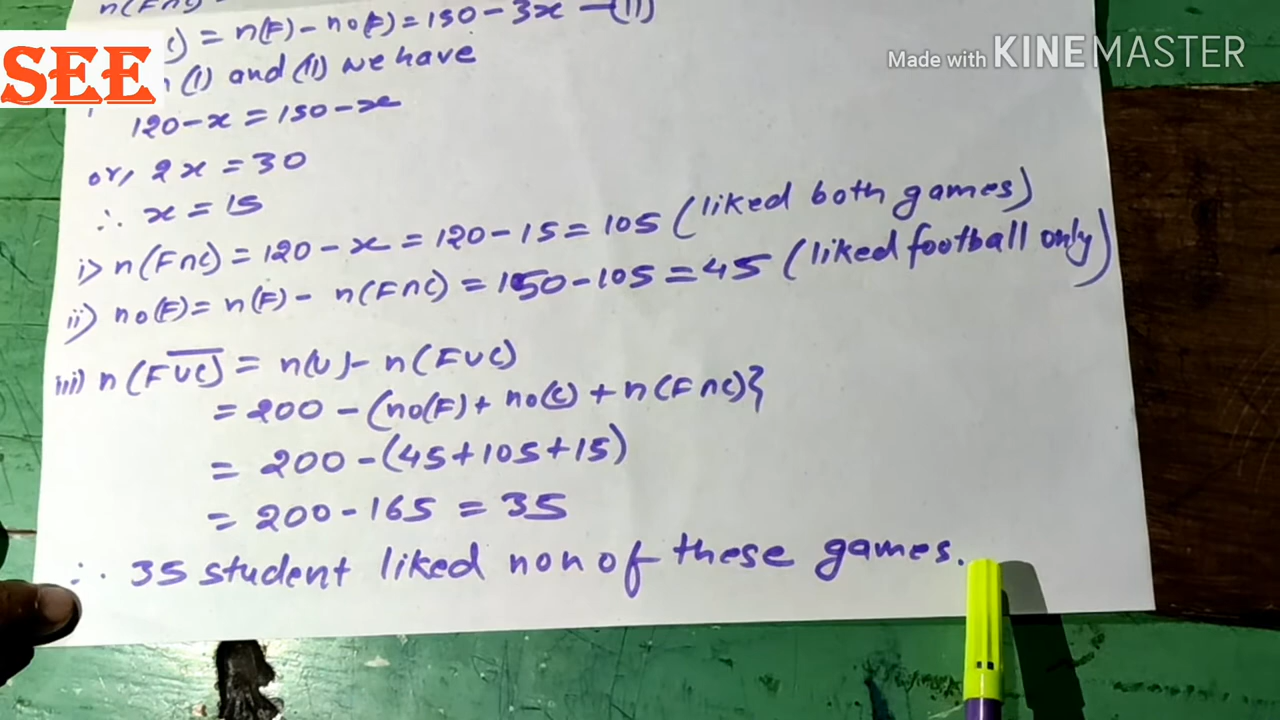 ) = n(F) - no(F) = 150 - 3x - (II)
SEE
(I) and (II) we have
Made with KINEMASTER
120 - x = 150 - x
or, 2x = 30
∴ x = 15
i) n(F∩C) = 120 - x = 120 - 15 = 105 (liked both games)
ii) no(F) = n(F) - n(F∩C) = 150 - 105 = 45 (liked football only)
iii) n(F͞U͞C͞) = n(U) - n(FUC)
= 200 - (no(F) + no(C) + n(F∩C)}
= 200 - (45 + 105 + 15)
= 200 - 165 = 35
∴ 35 student liked non of these games.